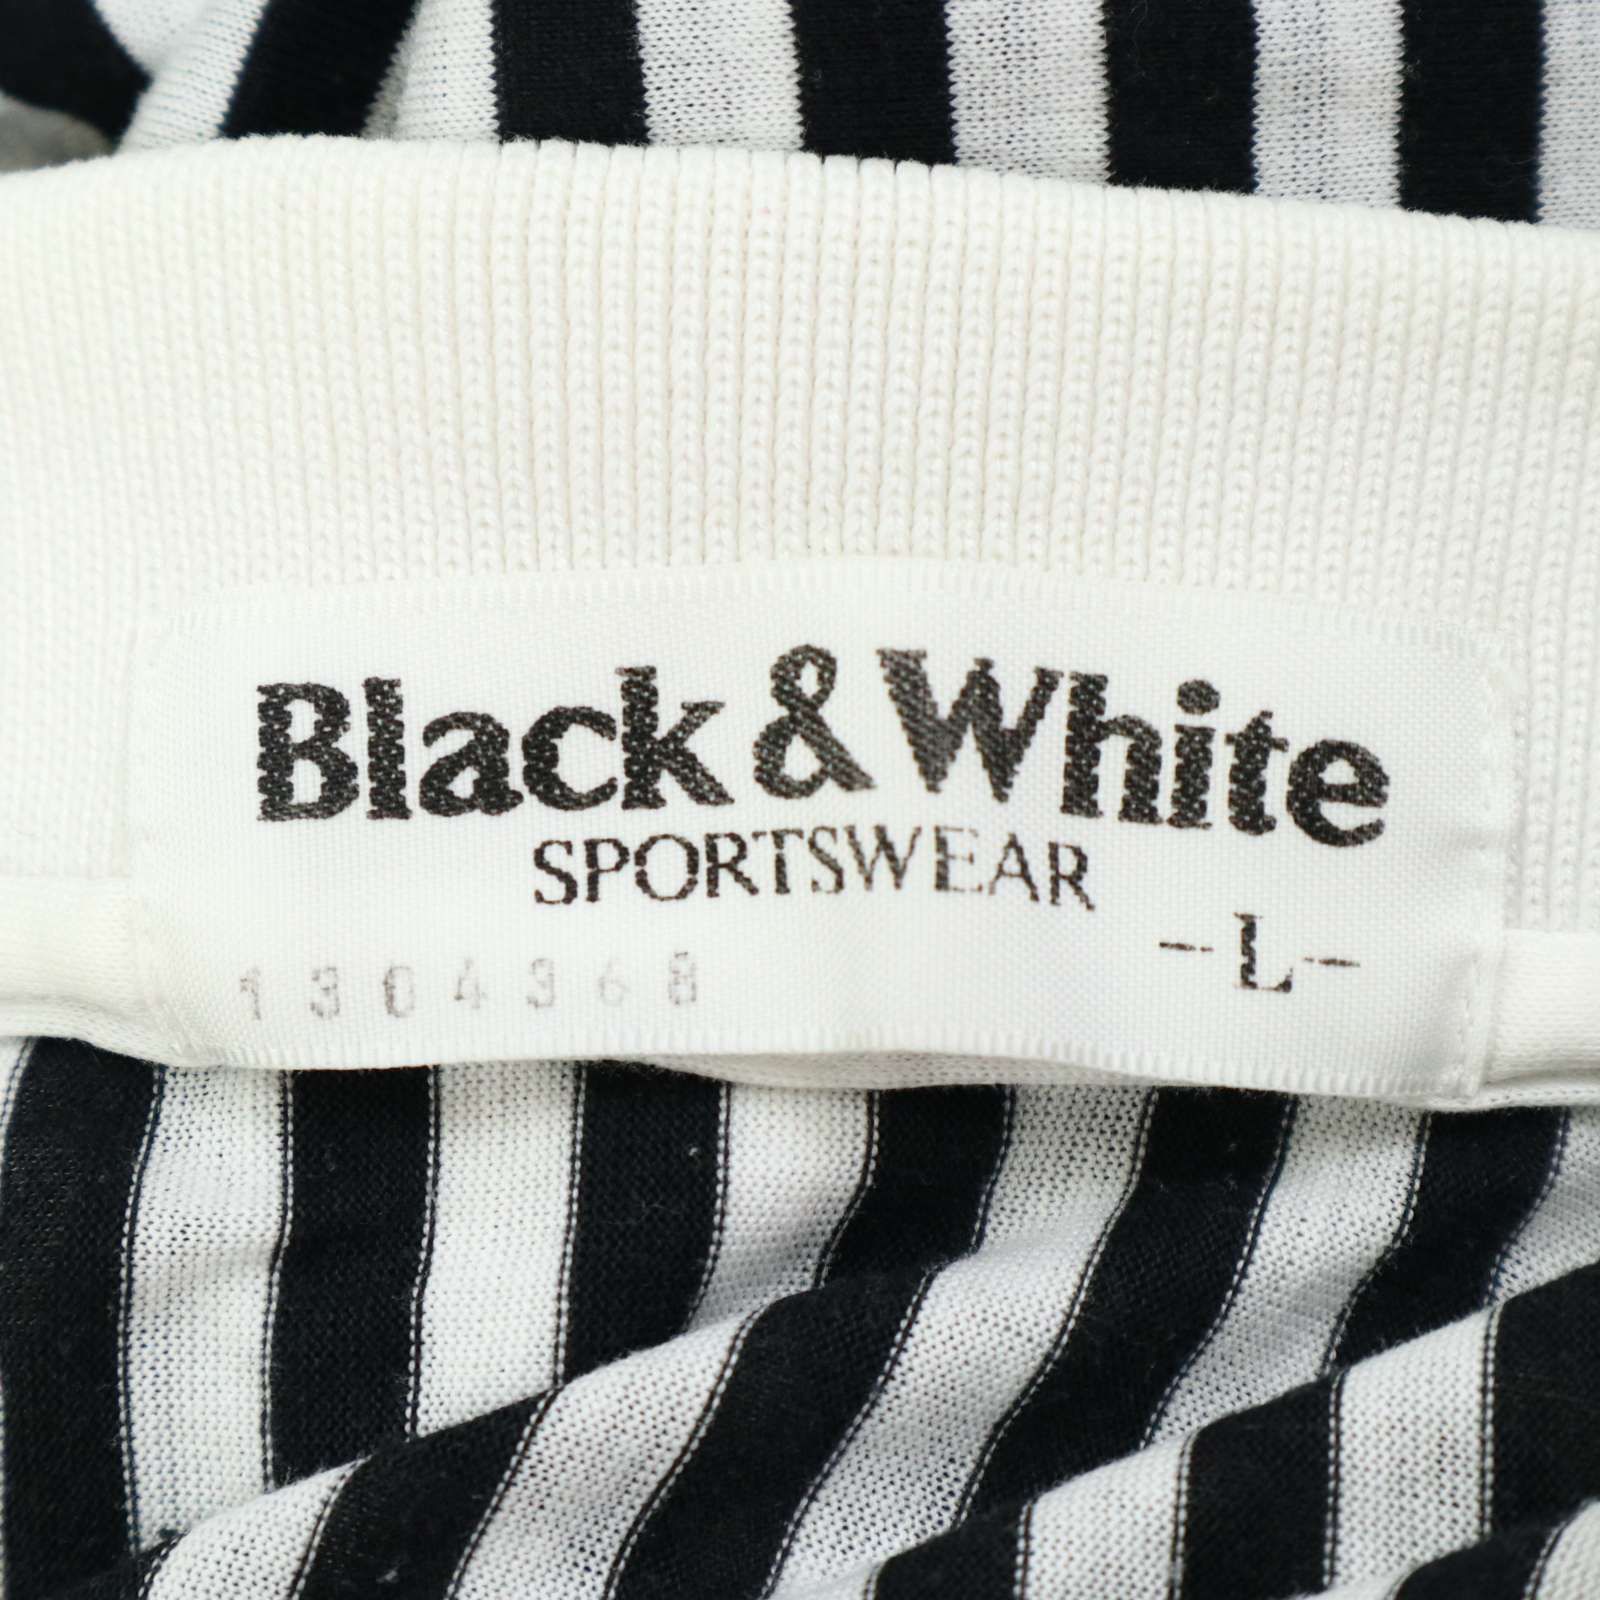 Black & White
SPORTSWEAR
-L-
1304368